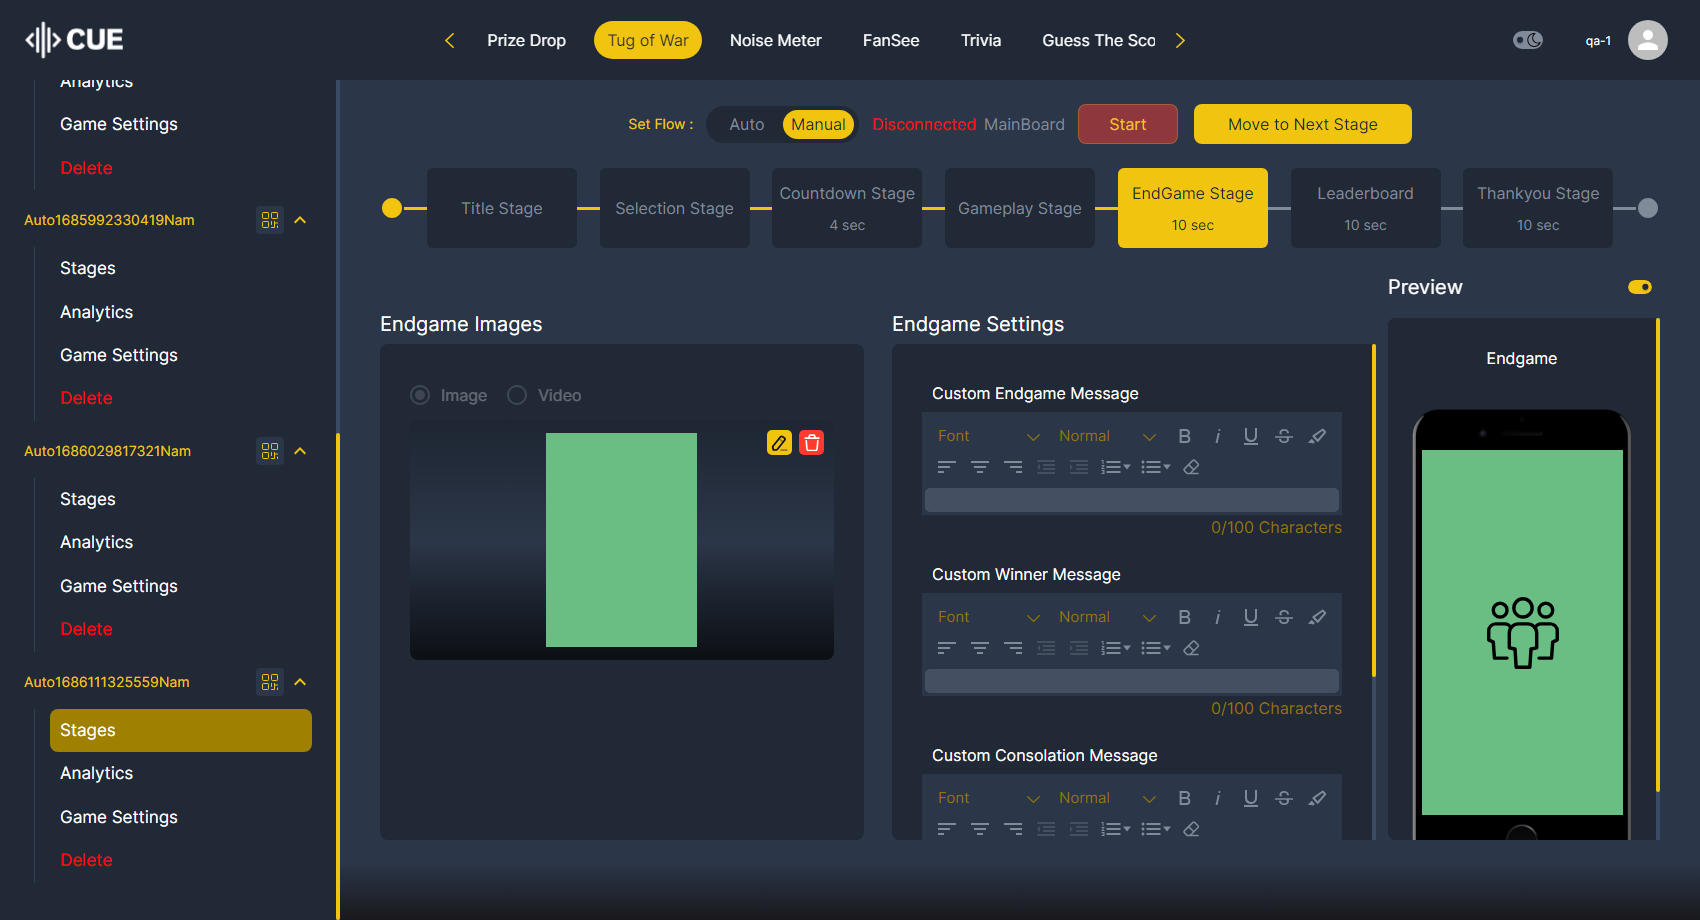 CUE
Prize Drop
Tug of War
Noise Meter
FanSee
Trivia
Guess The Sco
qa-1
Analytics
Game Settings
Delete
Auto1685992330419Nam
Stages
Analytics
Game Settings
Delete
Auto1686029817321Nam
Stages
Analytics
Game Settings
Delete
Auto1686111325559Nam
Stages
Analytics
Game Settings
Delete
Set Flow :
Auto
Manual
Disconnected MainBoard
Start
Move to Next Stage
Title Stage
Selection Stage
Countdown Stage
4 sec
Gameplay Stage
EndGame Stage
10 sec
Leaderboard
10 sec
Thankyou Stage
10 sec
Endgame Images
Image
Video
Endgame Settings
Custom Endgame Message
Font
Normal
B i U S
0/100 Characters
Custom Winner Message
Font
Normal
B i U S
0/100 Characters
Custom Consolation Message
Font
Normal
B i U S
Preview
Endgame